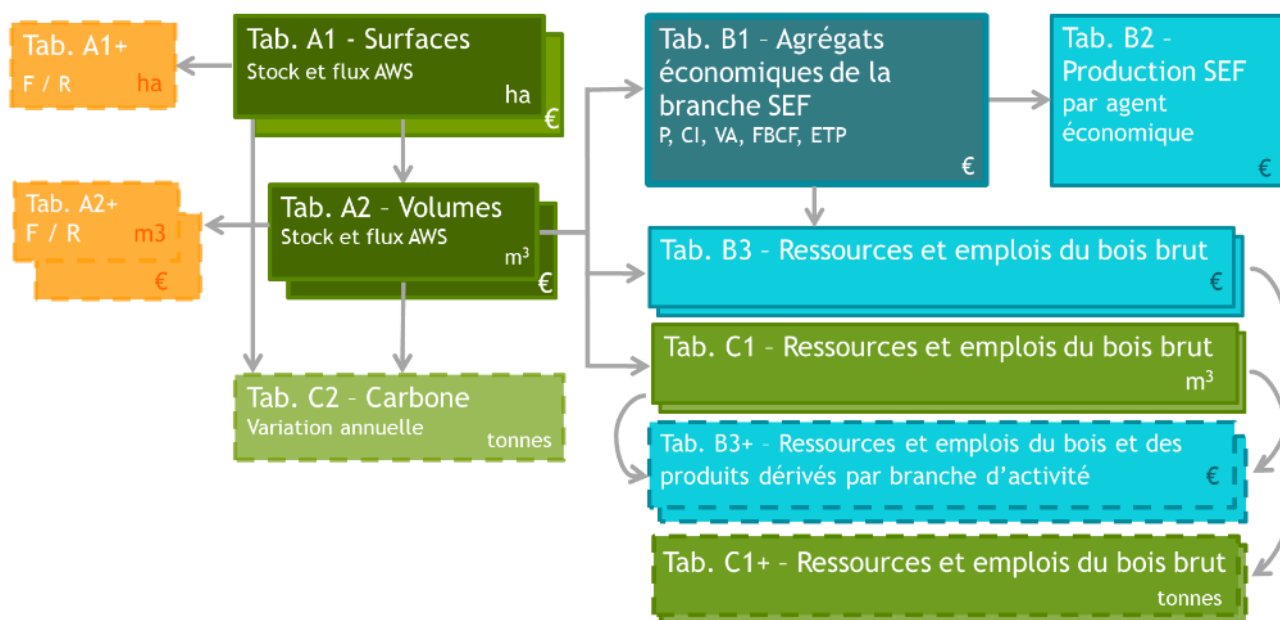 Tab. A1+
F / R ha
Tab. A1 - Surfaces
Stock et flux AWS
ha
€
Tab. A2+
F / R m3
€
Tab. A2 – Volumes
Stock et flux AWS
m³
€
Tab. C2 – Carbone
Variation annuelle
tonnes
Tab. B1 – Agrégats
économiques de la
branche SEF
P, CI, VA, FBCF, ETP
€
Tab. B2 –
Production SEF
par agent
économique
€
Tab. B3 – Ressources et emplois du bois brut
€
Tab. C1 – Ressources et emplois du bois brut
m³
Tab. B3+ – Ressources et emplois du bois et des
produits dérivés par branche d’activité €
Tab. C1+ – Ressources et emplois du bois brut
tonnes